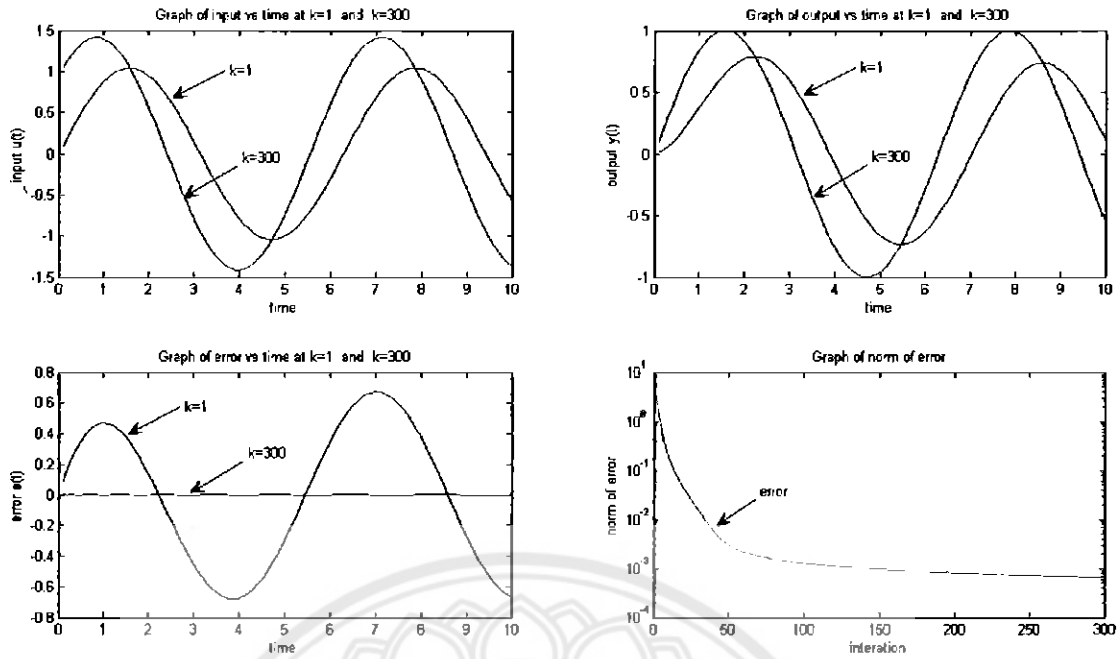 Graph of input vs time at k=1 and k=300
1.5
1
0.5
0
-0.5
-1
-1.5
input u(t)
k=1
k=300
0 1 2 3 4 5 6 7 8 9 10
time
Graph of output vs time at k=1 and k=300
1
0.5
0
-0.5
-1
output y(t)
k=1
k=300
0 1 2 3 4 5 6 7 8 9 10
time
Graph of error vs time at k=1 and k=300
0.8
0.6
0.4
0.2
0
-0.2
-0.4
-0.6
-0.8
error e(t)
k=1
k=300
0 1 2 3 4 5 6 7 8 9 10
time
Graph of norm of error
10^1
10^0
10^-1
10^-2
10^-3
10^-4
norm of error
error
0 50 100 150 200 250 300
interation